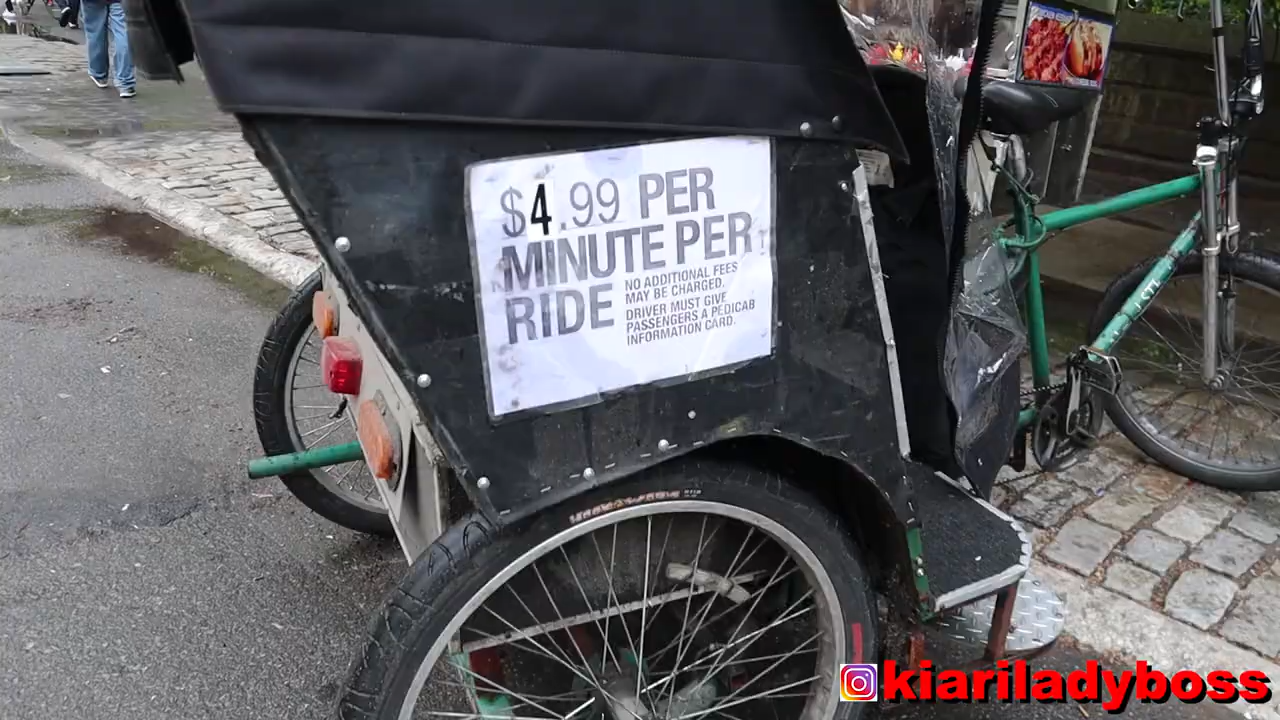 $4.99 PER
MINUTE PER
RIDE
NO ADDITIONAL FEES
MAY BE CHARGED.
DRIVER MUST GIVE
PASSENGERS A PEDICAB
INFORMATION CARD.
kiariladyboss